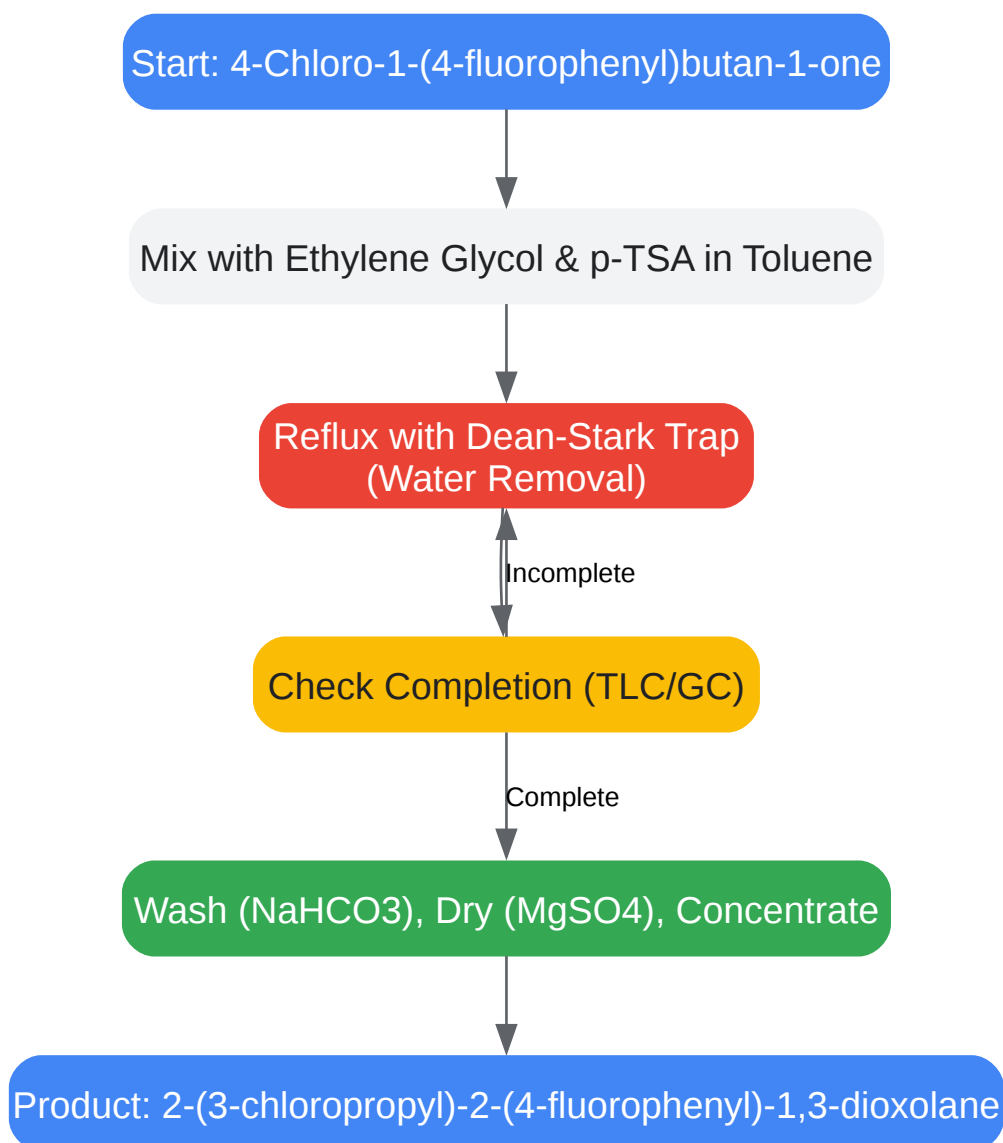 Start: 4-Chloro-1-(4-fluorophenyl)butan-1-one
Mix with Ethylene Glycol & p-TSA in Toluene
Reflux with Dean-Stark Trap
(Water Removal)
Incomplete
Check Completion (TLC/GC)
Complete
Wash (NaHCO3), Dry (MgSO4), Concentrate
Product: 2-(3-chloropropyl)-2-(4-fluorophenyl)-1,3-dioxolane